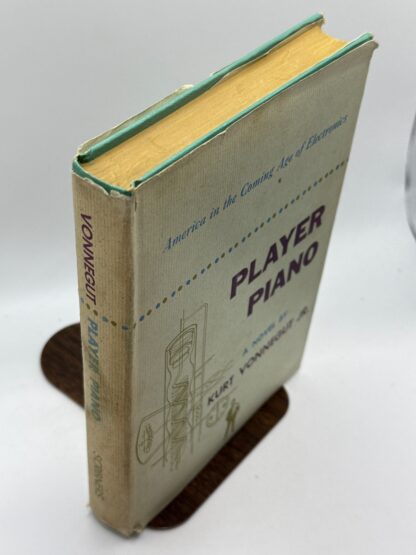 America in the Coming Age of Electronics
PLAYER
PIANO
A NOVEL BY
KURT VONNEGUT Jr.
VONNEGUT
PLAYER PIANO
SCRIBNERS